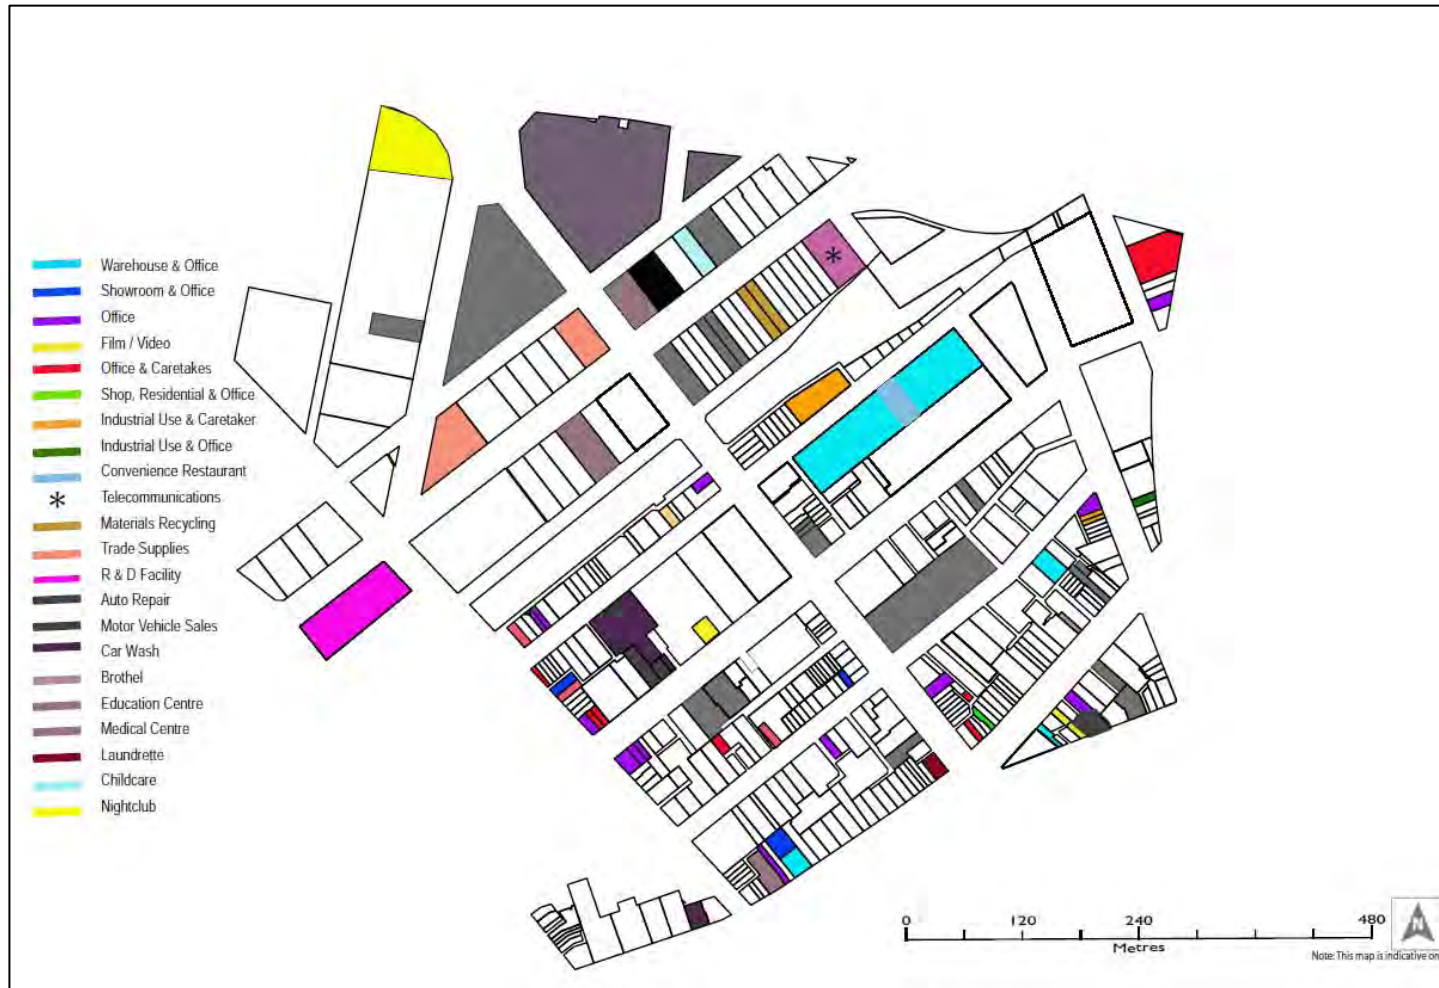 Warehouse & Office
Showroom & Office
Office
Film / Video
Office & Caretakes
Shop, Residential & Office
Industrial Use & Caretaker
Industrial Use & Office
Convenience Restaurant
* Telecommunications
Materials Recycling
Trade Supplies
R & D Facility
Auto Repair
Motor Vehicle Sales
Car Wash
Brothel
Education Centre
Medical Centre
Laundrette
Childcare
Nightclub
*
0 120 240 480
Metres
N
Note: This map is indicative on